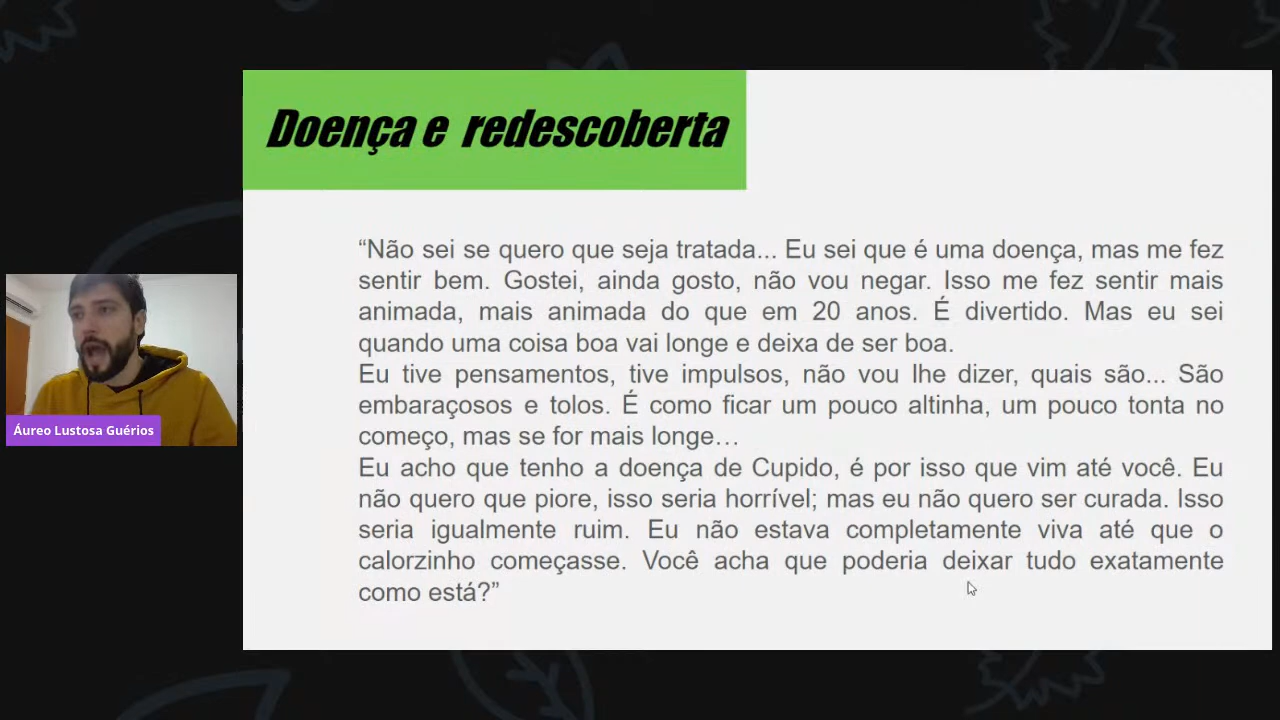 Doença e redescoberta
“Não sei se quero que seja tratada... Eu sei que é uma doença, mas me fez
sentir bem. Gostei, ainda gosto, não vou negar. Isso me fez sentir mais
animada, mais animada do que em 20 anos. É divertido. Mas eu sei
quando uma coisa boa vai longe e deixa de ser boa.
Eu tive pensamentos, tive impulsos, não vou lhe dizer, quais são... São
embaraçosos e tolos. É como ficar um pouco altinha, um pouco tonta no
começo, mas se for mais longe…
Eu acho que tenho a doença de Cupido, é por isso que vim até você. Eu
não quero que piore, isso seria horrível; mas eu não quero ser curada. Isso
seria igualmente ruim. Eu não estava completamente viva até que o
calorzinho começasse. Você acha que poderia deixar tudo exatamente
como está?”
Áureo Lustosa Guérios